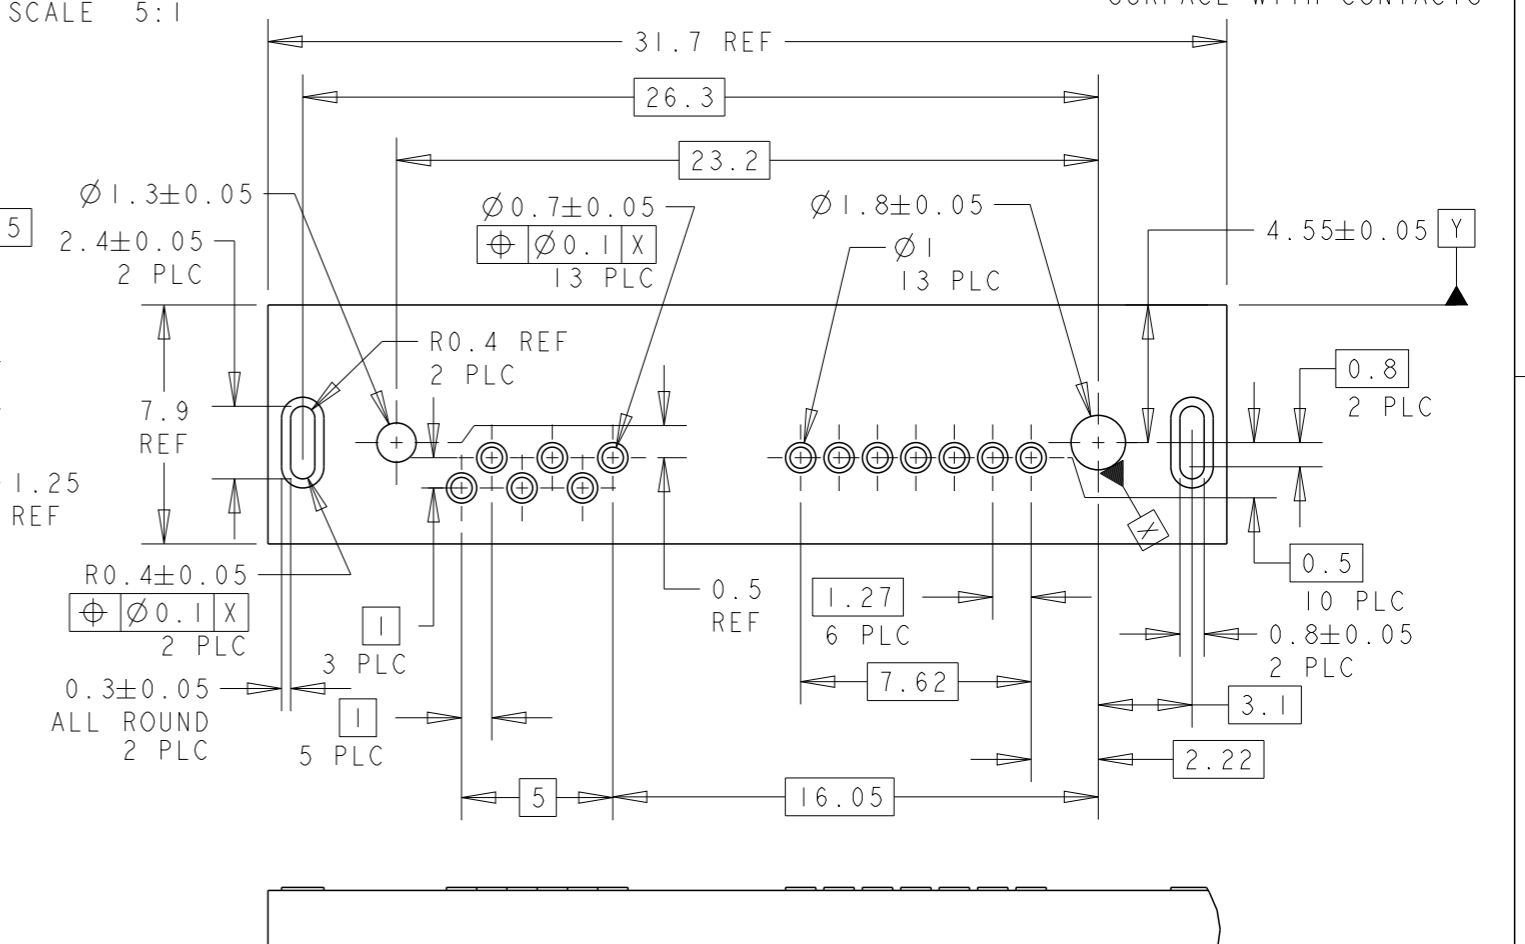 SCALE 5:1
31.7 REF
26.3
23.2
Ø1.3±0.05
Ø0.7±0.05
⌖ Ø0.1 X
13 PLC
Ø1.8±0.05
Ø1
13 PLC
4.55±0.05 Y
5
2.4±0.05
2 PLC
R0.4 REF
2 PLC
0.8
2 PLC
7.9
REF
1.25
REF
X
R0.4±0.05
⌖ Ø0.1 X
2 PLC
0.5
REF
1.27
6 PLC
0.5
10 PLC
1
3 PLC
0.8±0.05
2 PLC
0.3±0.05
ALL ROUND
2 PLC
7.62
3.1
1
5 PLC
2.22
5
16.05